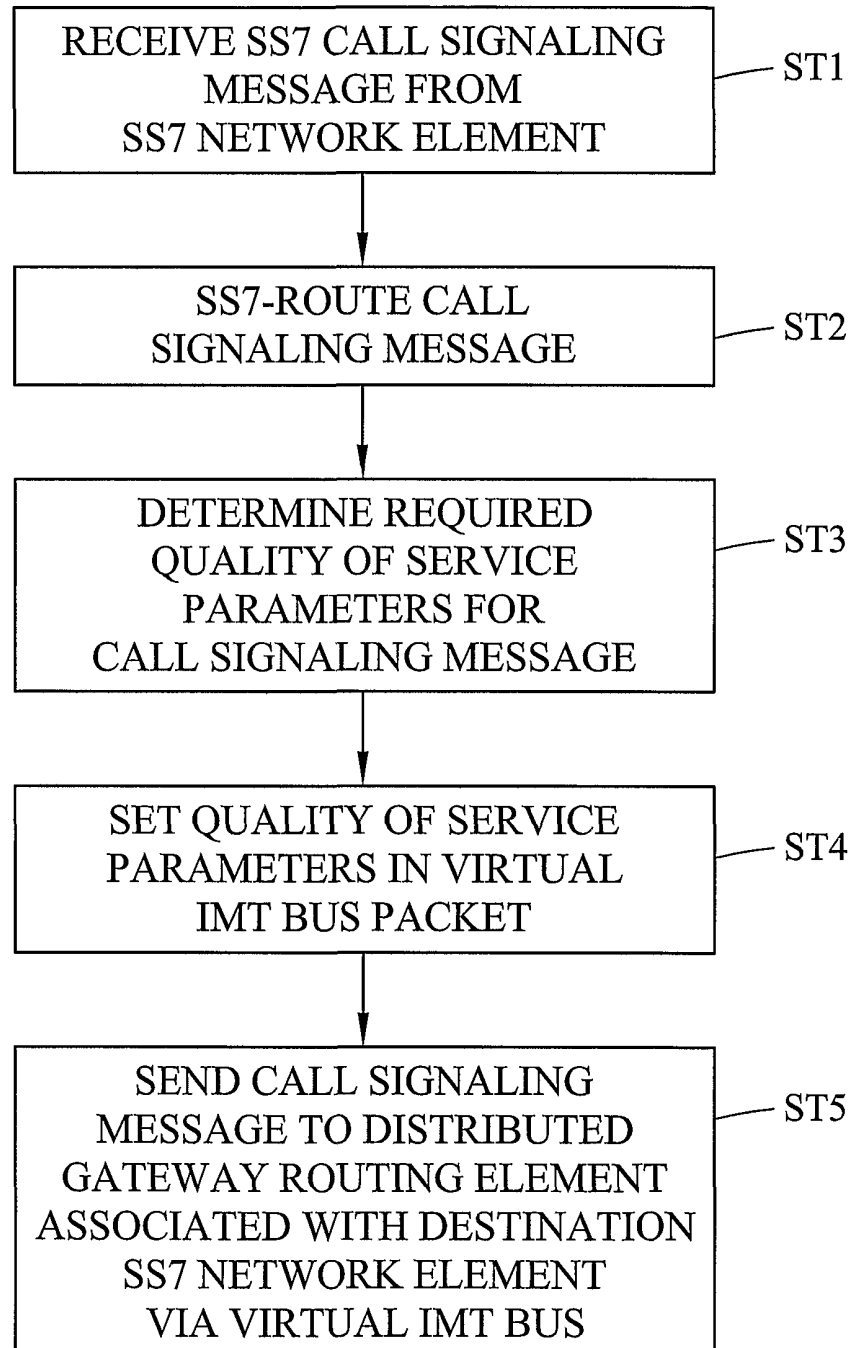 RECEIVE SS7 CALL SIGNALING
MESSAGE FROM
SS7 NETWORK ELEMENT
ST1
SS7-ROUTE CALL
SIGNALING MESSAGE
ST2
DETERMINE REQUIRED
QUALITY OF SERVICE
PARAMETERS FOR
CALL SIGNALING MESSAGE
ST3
SET QUALITY OF SERVICE
PARAMETERS IN VIRTUAL
IMT BUS PACKET
ST4
SEND CALL SIGNALING
MESSAGE TO DISTRIBUTED
GATEWAY ROUTING ELEMENT
ASSOCIATED WITH DESTINATION
SS7 NETWORK ELEMENT
VIA VIRTUAL IMT BUS
ST5